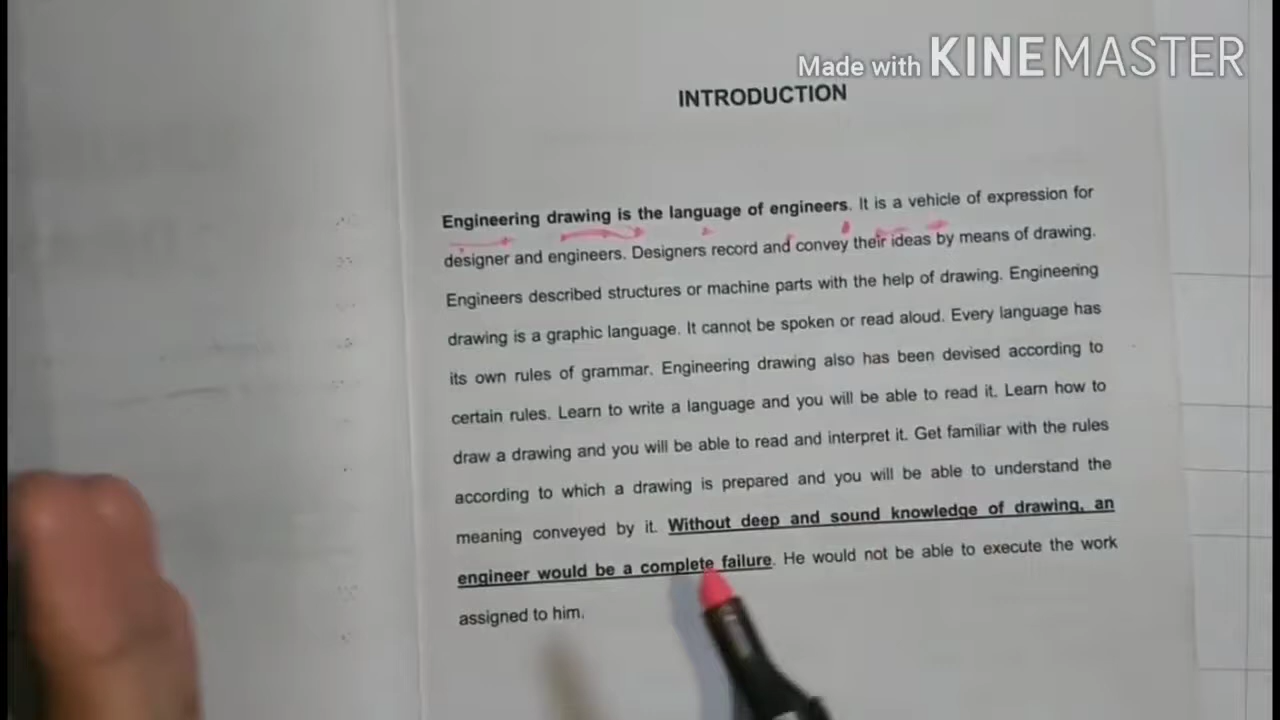 Made with KINEMASTER
INTRODUCTION
Engineering drawing is the language of engineers. It is a vehicle of expression for
designer and engineers. Designers record and convey their ideas by means of drawing.
Engineers described structures or machine parts with the help of drawing. Engineering
drawing is a graphic language. It cannot be spoken or read aloud. Every language has
its own rules of grammar. Engineering drawing also has been devised according to
certain rules. Learn to write a language and you will be able to read it. Learn how to
draw a drawing and you will be able to read and interpret it. Get familiar with the rules
according to which a drawing is prepared and you will be able to understand the
meaning conveyed by it. Without deep and sound knowledge of drawing, an
engineer would be a complete failure. He would not be able to execute the work
assigned to him.